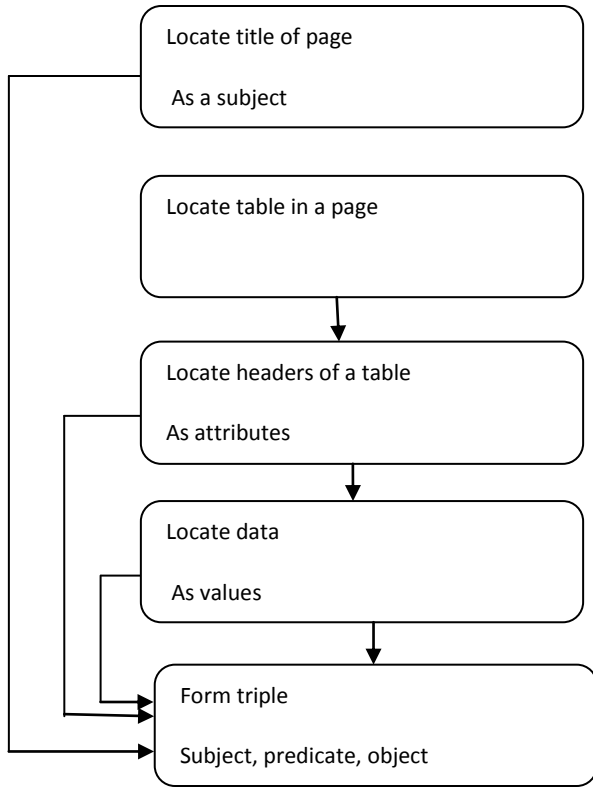 Locate title of page
As a subject
Locate table in a page
Locate headers of a table
As attributes
Locate data
As values
Form triple
Subject, predicate, object